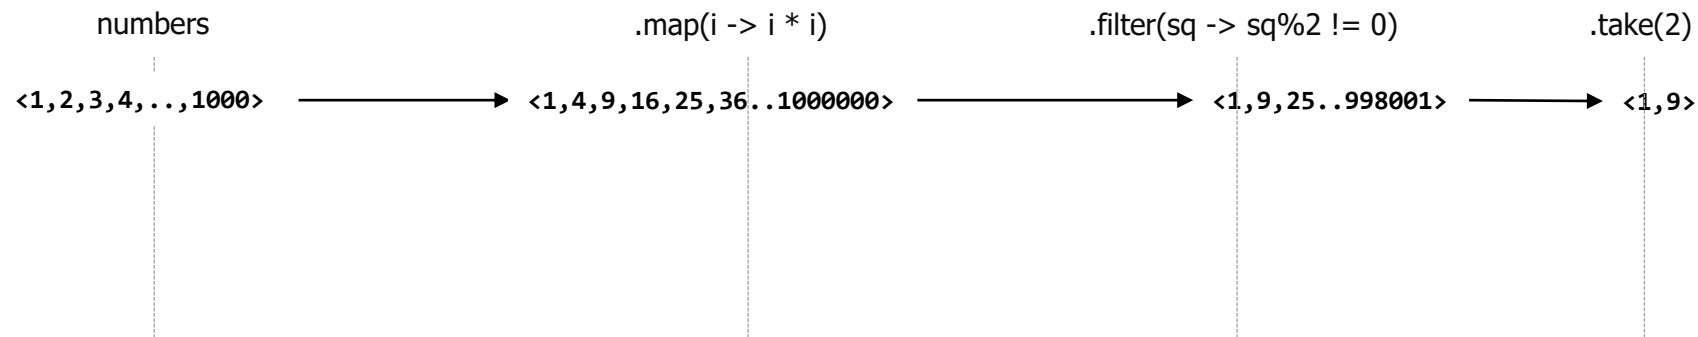 numbers .map(i -> i * i) .filter(sq -> sq%2 != 0) .take(2)
<1,2,3,4,..,1000> <1,4,9,16,25,36..1000000> <1,9,25..998001> <1,9>